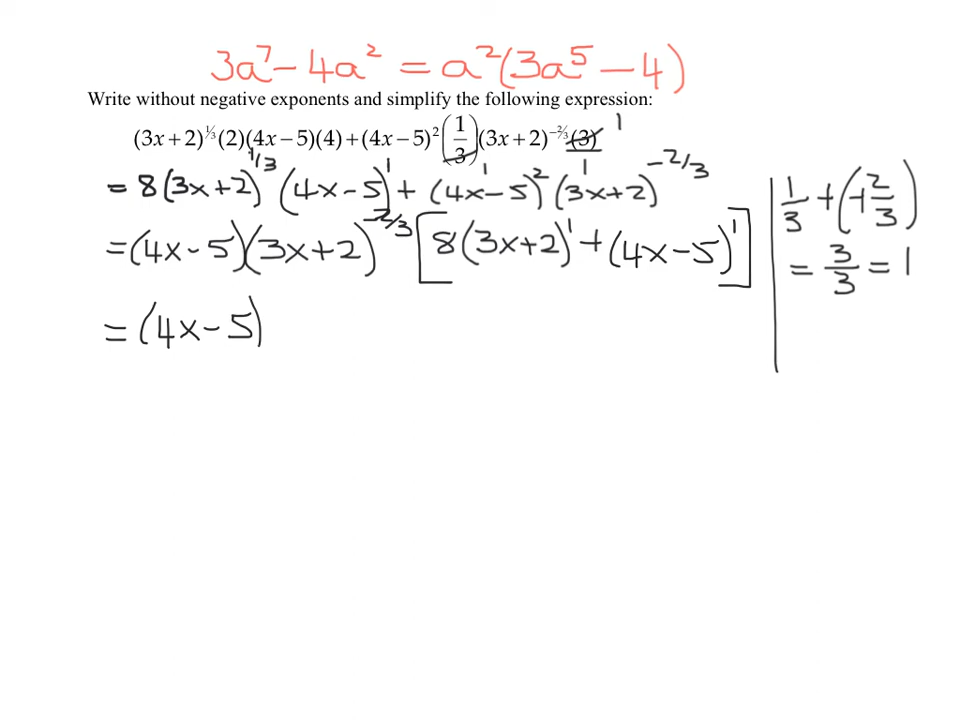 3a⁷ − 4a² = a²(3a⁵ − 4)
Write without negative exponents and simplify the following expression:
(3x + 2)^⅓ (2)(4x − 5)(4) + (4x − 5)² (1/3) (3x + 2)^−⅔ (3) 1
1
= 8(3x+2)^1/3 (4x − 5)^1 + (4x − 5)^2 (3x+2)^−2/3
= (4x − 5)(3x+2)^−2/3 [8(3x+2)^1 + (4x − 5)^1]
= (4x − 5)
1/3 + (+2/3)
= 3/3 = 1